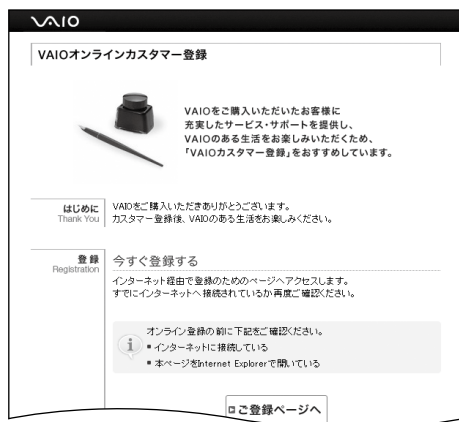 VAIO
VAIOオンラインカスタマー登録
VAIOをご購入いただいたお客様に
充実したサービス・サポートを提供し、
VAIOのある生活をお楽しみいただくため、
「VAIOカスタマー登録」をおすすめしています。
はじめに
Thank You
VAIOをご購入いただきありがとうございます。
カスタマー登録後、VAIOのある生活をお楽しみください。
登録
Registration
今すぐ登録する
インターネット経由で登録のためのページへアクセスします。
すでにインターネットへ接続されているか再度ご確認ください。
オンライン登録の前に下記をご確認ください。
■ インターネットに接続している
■ 本ページをInternet Explorerで開いている
ご登録ページへ